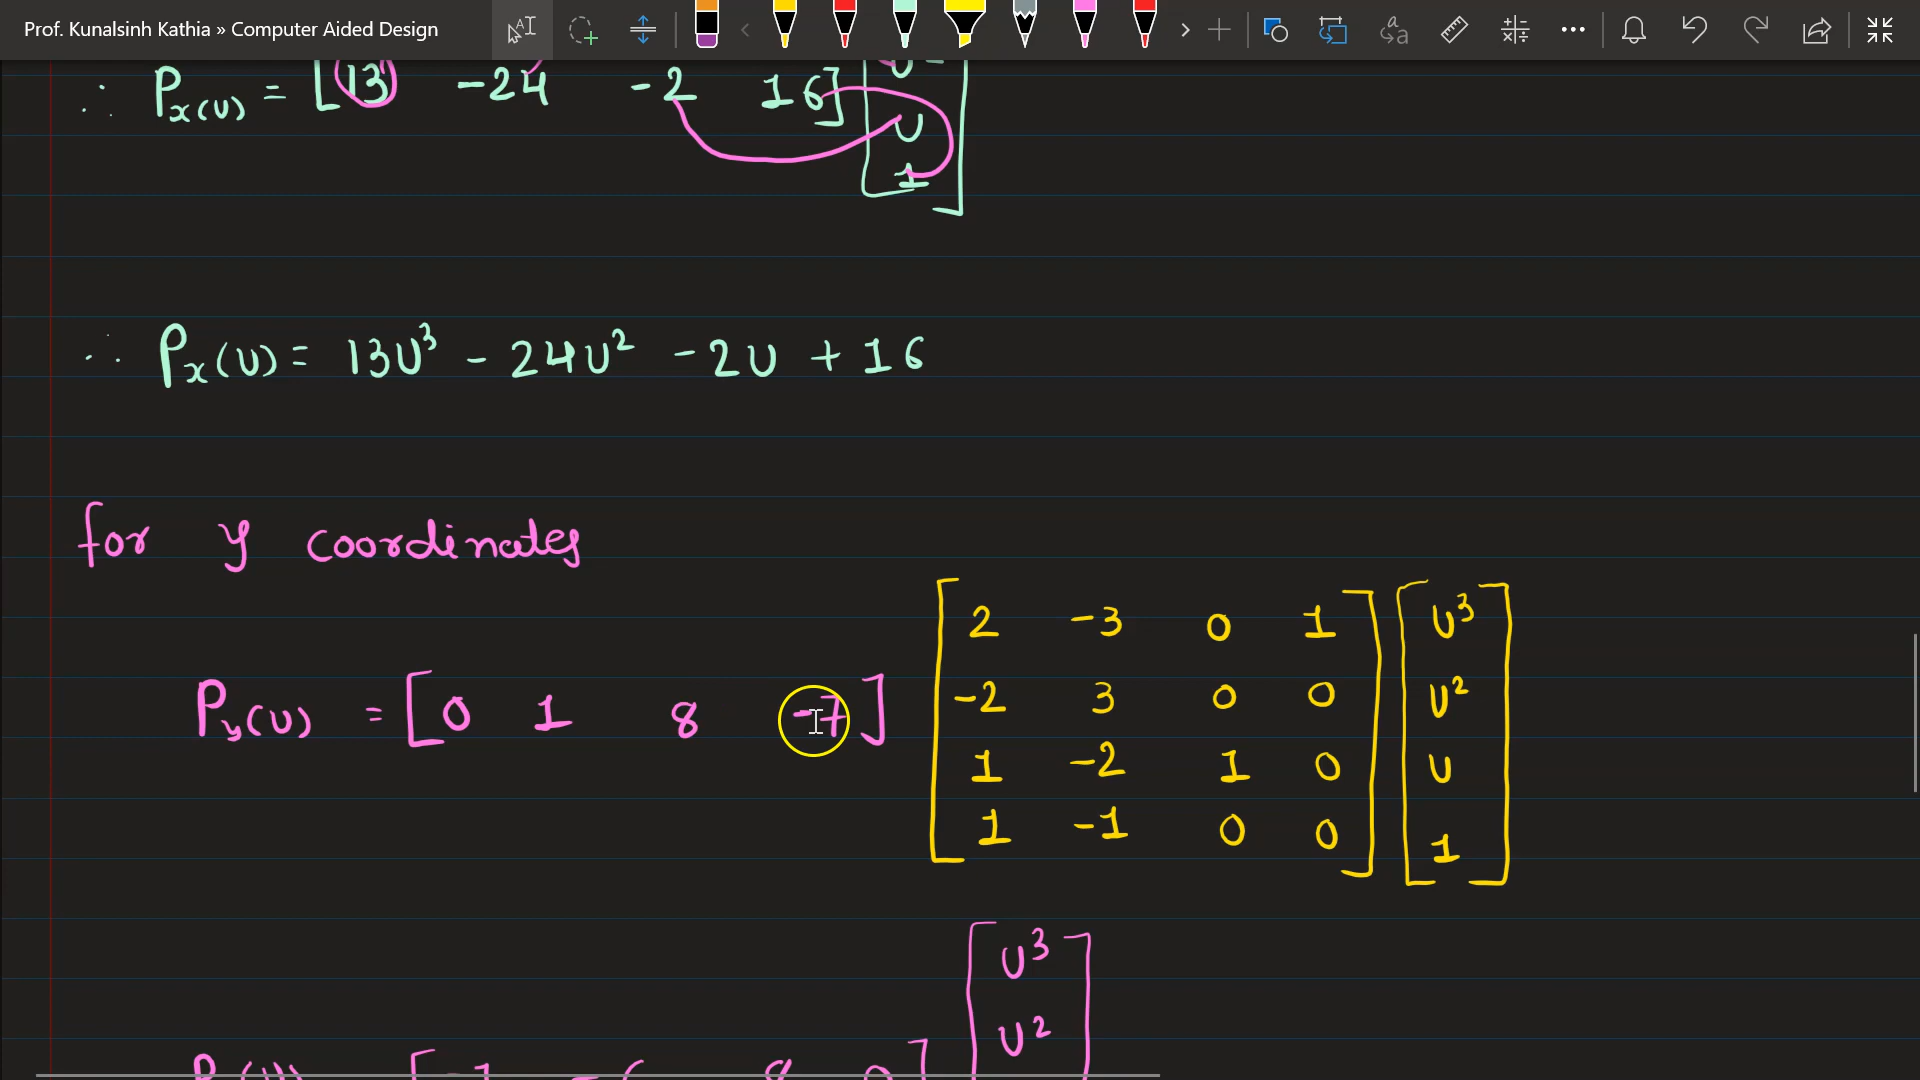 Prof. Kunalsinh Kathia » Computer Aided Design
∴ Px(U) = [13 -24 -2 16] [
U
1 ]
∴ Px(U) = 13U³ - 24U² - 2U + 16
for y coordinates
Py(U) = [0 1 8 -7] [2 -3 0 1
-2 3 0 0
1 -2 1 0
1 -1 0 0] [U³
U²
U
1]
[U³
U²